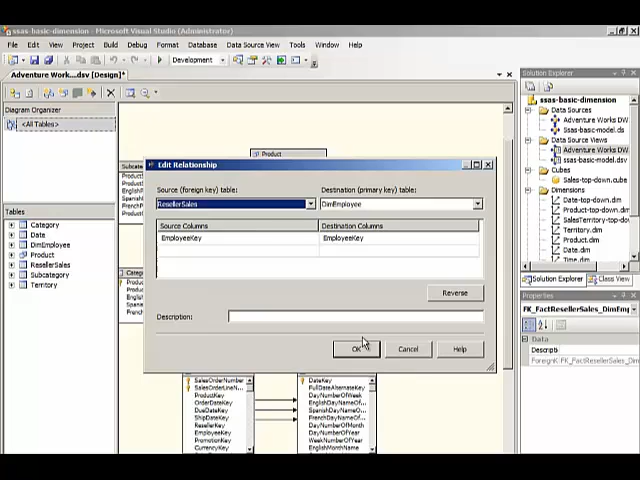 ssas basic-dimension - Microsoft Visual Studio (Administrator)
File Edit View Project Build Debug Format Database Data Source View Tools Window Help
Development
Adventure Work...dsv [Design]*
Diagram Organizer
<All Tables>
Tables
Category
Date
DimEmployee
Product
ResellerSales
Subcategory
Territory
Product
Edit Relationship
Source (foreign key) table:
Destination (primary key) table:
ResellerSales
DimEmployee
Source Columns
Destination Columns
EmployeeKey
EmployeeKey
Reverse
Description:
OK
Cancel
Help
SalesOrderNumber
SalesOrderLineN...
ProductKey
OrderDateKey
DueDateKey
ShipDateKey
ResellerKey
EmployeeKey
PromotionKey
CurrencyKey
DateKey
FullDateAlternateKey
DayNumberOfWeek
EnglishDayNameOf...
SpanishDayNameO...
FrenchDayNameOf...
DayNumberOfMonth
DayNumberOfYear
WeekNumberOfYear
EnglishMonthName
Solution Explorer
ssas-basic-dimension
Data Sources
Adventure Works DW
Ssas-basic-model.ds
Data Source Views
Adventure Works DW
ssas-basic-model.ds
Cubes
Sales-top-down.cube
Dimensions
Date-top-down.dim
Product-top-down.dim
SalesTerritory-top-down
Territory.dim
Product.dim
Date.dim
Time.dim
Solution Explorer
Class View
Properties
FK_FactResellerSales_DimEmp
Data
Descripti
ForeignK FK_FactResellerSales_D